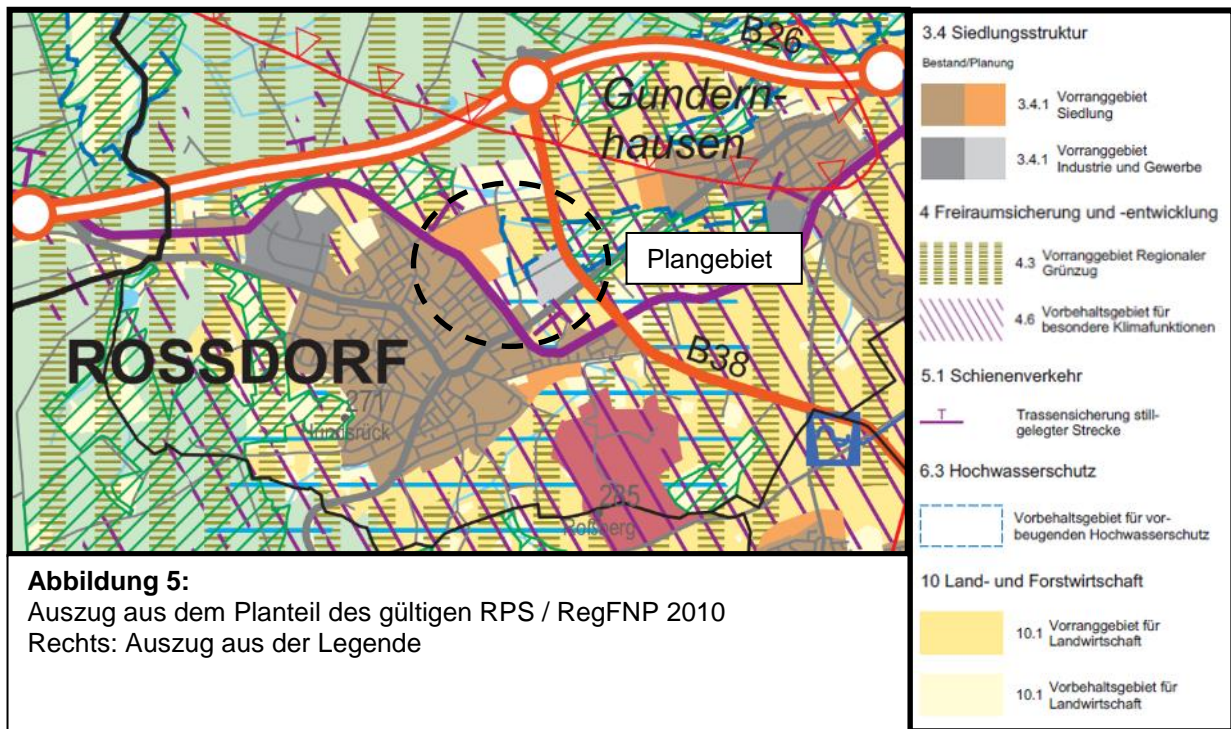 B26
Gundern-
hausen
Plangebiet
ROSSDORF
271
Hundsrück
B38
285
Roßberg
T
Abbildung 5:
Auszug aus dem Planteil des gültigen RPS / RegFNP 2010
Rechts: Auszug aus der Legende
3.4 Siedlungsstruktur
Bestand/Planung
3.4.1 Vorranggebiet
Siedlung
3.4.1 Vorranggebiet
Industrie und Gewerbe
4 Freiraumsicherung und -entwicklung
4.3 Vorranggebiet Regionaler
Grünzug
4.6 Vorbehaltsgebiet für
besondere Klimafunktionen
5.1 Schienenverkehr
T Trassensicherung still-
gelegter Strecke
6.3 Hochwasserschutz
Vorbehaltsgebiet für vor-
beugenden Hochwasserschutz
10 Land- und Forstwirtschaft
10.1 Vorranggebiet für
Landwirtschaft
10.1 Vorbehaltsgebiet für
Landwirtschaft